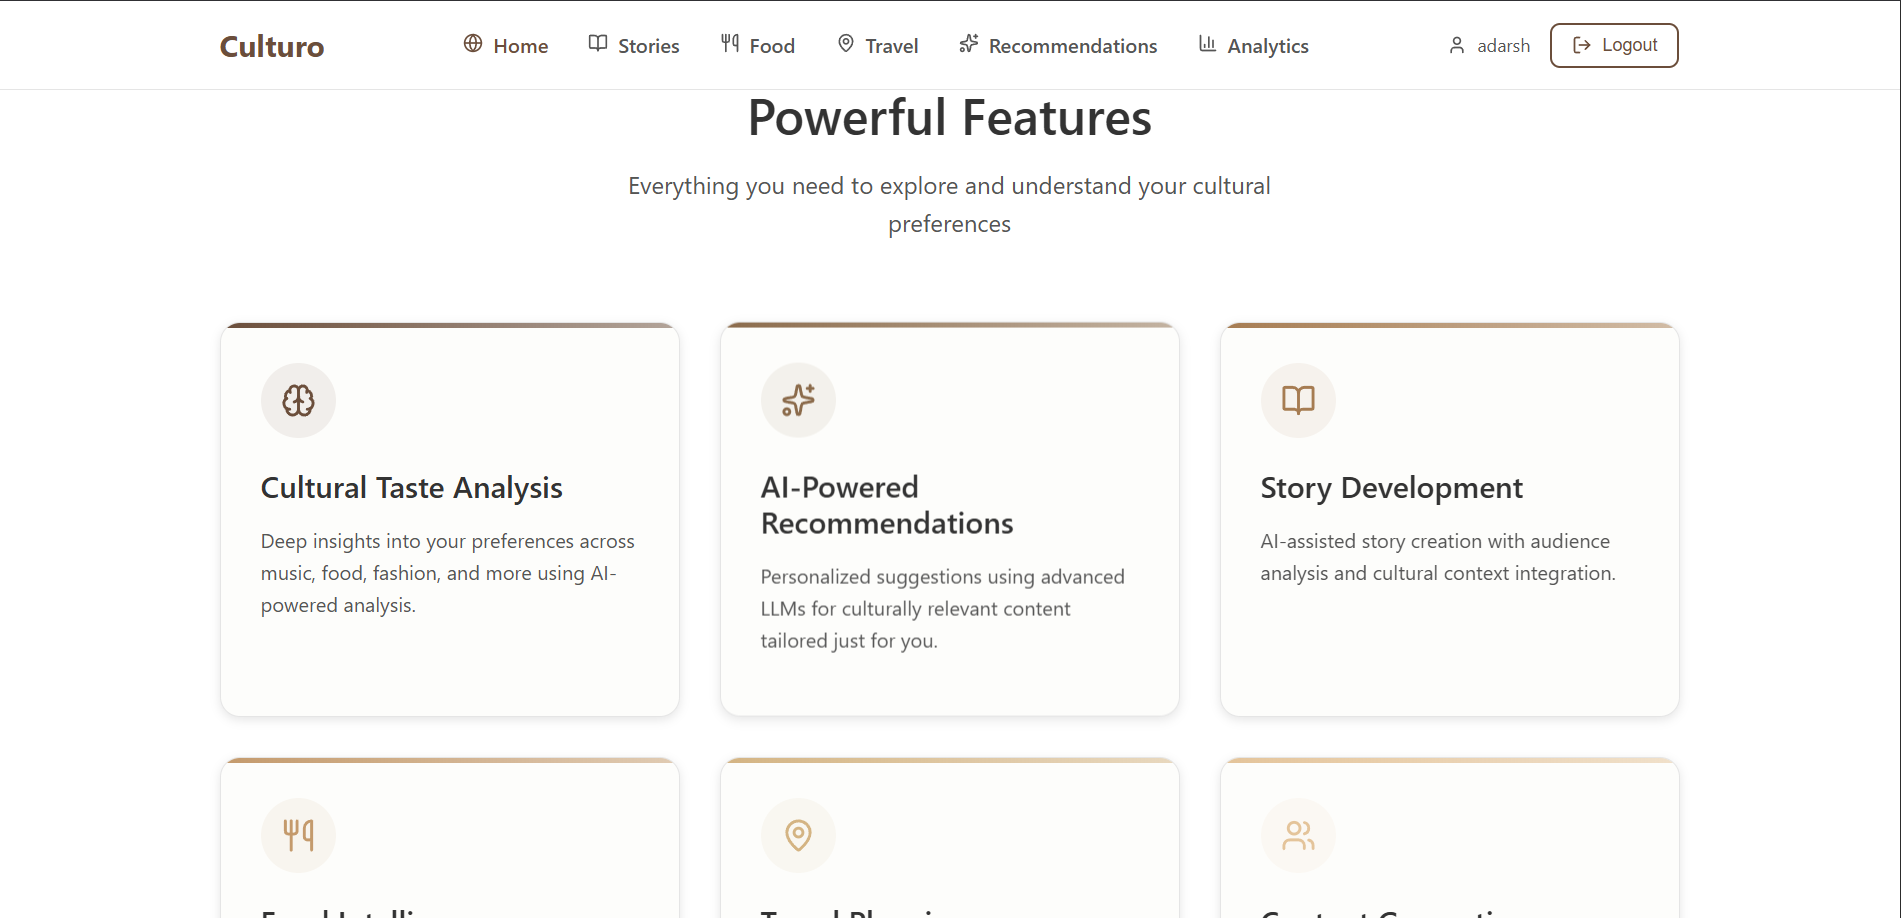 Culturo
Home
Stories
Food
Travel
Recommendations
Analytics
adarsh
Logout
Powerful Features
Everything you need to explore and understand your cultural
preferences
Cultural Taste Analysis
Deep insights into your preferences across
music, food, fashion, and more using AI-
powered analysis.
AI-Powered
Recommendations
Personalized suggestions using advanced
LLMs for culturally relevant content
tailored just for you.
Story Development
AI-assisted story creation with audience
analysis and cultural context integration.